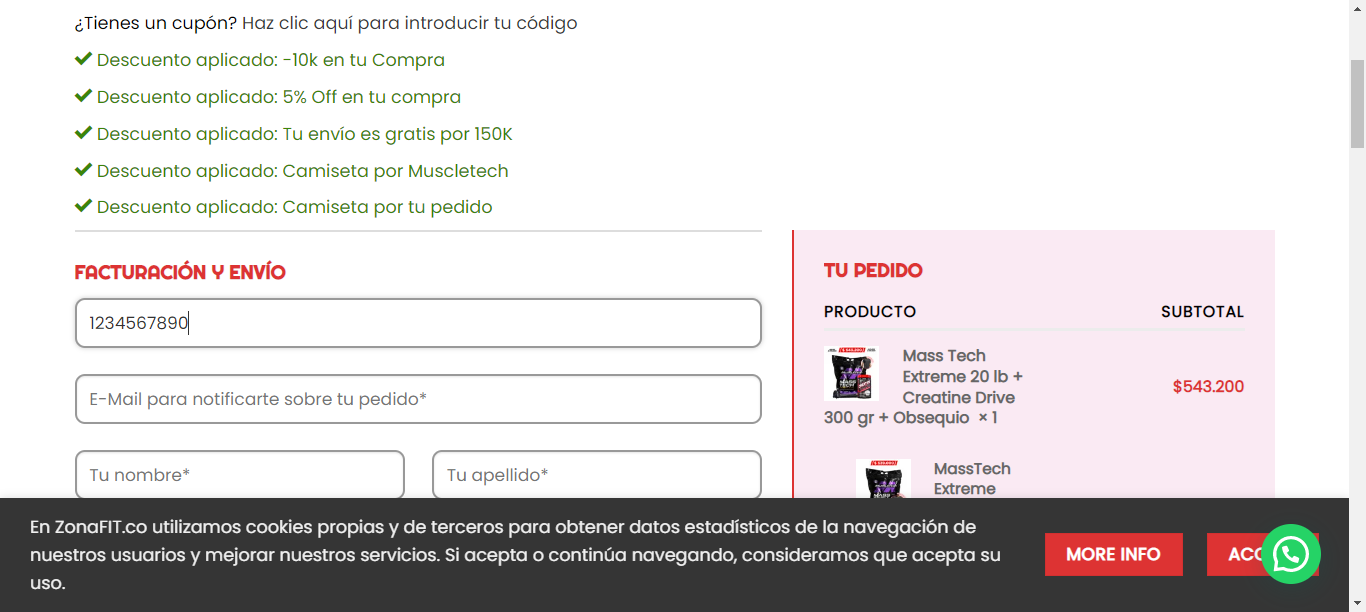 ¿Tienes un cupón? Haz clic aquí para introducir tu código
Descuento aplicado: -10k en tu Compra
Descuento aplicado: 5% Off en tu compra
Descuento aplicado: Tu envío es gratis por 150K
Descuento aplicado: Camiseta por Muscletech
Descuento aplicado: Camiseta por tu pedido
FACTURACIÓN Y ENVÍO
1234567890
E-Mail para notificarte sobre tu pedido*
Tu nombre*
Tu apellido*
TU PEDIDO
PRODUCTO
SUBTOTAL
Mass Tech
Extreme 20 lb +
Creatine Drive
300 gr + Obsequio × 1
$543.200
MassTech
Extreme
En ZonaFIT.co utilizamos cookies propias y de terceros para obtener datos estadísticos de la navegación de
nuestros usuarios y mejorar nuestros servicios. Si acepta o continúa navegando, consideramos que acepta su
uso.
MORE INFO